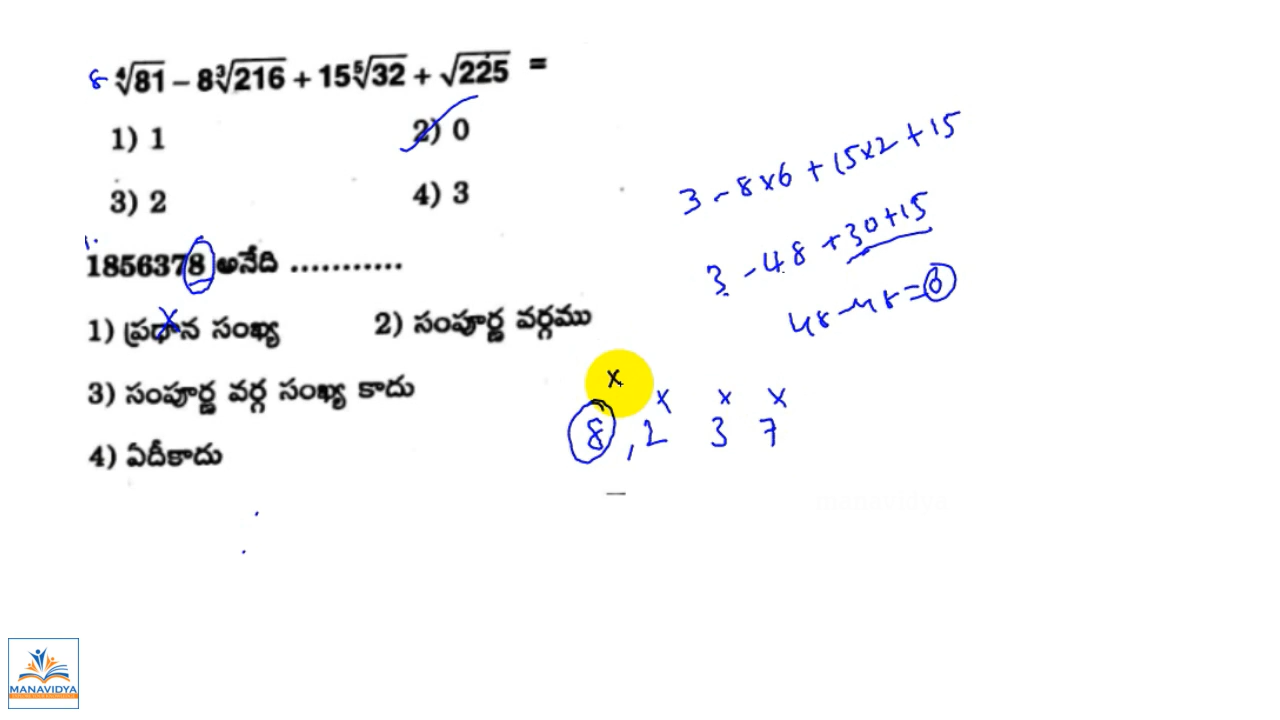 8 ∜81 – 8∛216 + 15⁵√32 + √225 =
1) 1 2) 0
3) 2 4) 3
3 - 8×6 + 15×2 + 15
3 - 48 + 30+15
48 - 48 = 0
18563788 అనేది ...........
1) ప్రధాన సంఖ్య 2) సంపూర్ణ వర్గము
3) సంపూర్ణ వర్గ సంఖ్య కాదు
4) ఏదీకాదు
x x x x
8, 2 3 7
manavidya
MANAVIDYA